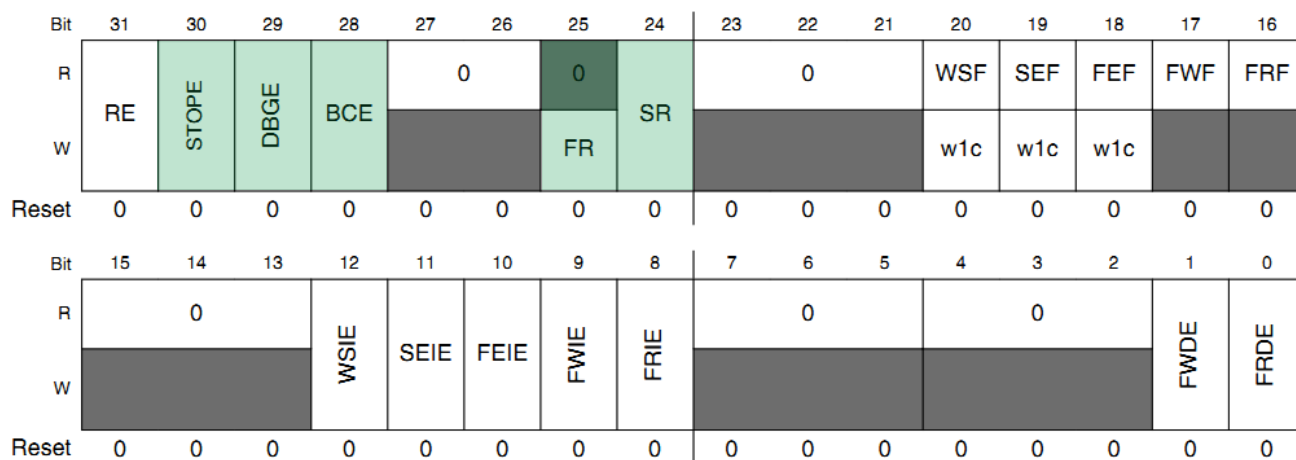 Bit 31 30 29 28 27 26 25 24 23 22 21 20 19 18 17 16
R RE STOPE DBGE BCE 0 0 SR 0 WSF SEF FEF FWF FRF
W FR w1c w1c w1c
Reset 0 0 0 0 0 0 0 0 0 0 0 0 0 0 0 0
Bit 15 14 13 12 11 10 9 8 7 6 5 4 3 2 1 0
R 0 WSIE SEIE FEIE FWIE FRIE 0 0 FWDE FRDE
W
Reset 0 0 0 0 0 0 0 0 0 0 0 0 0 0 0 0